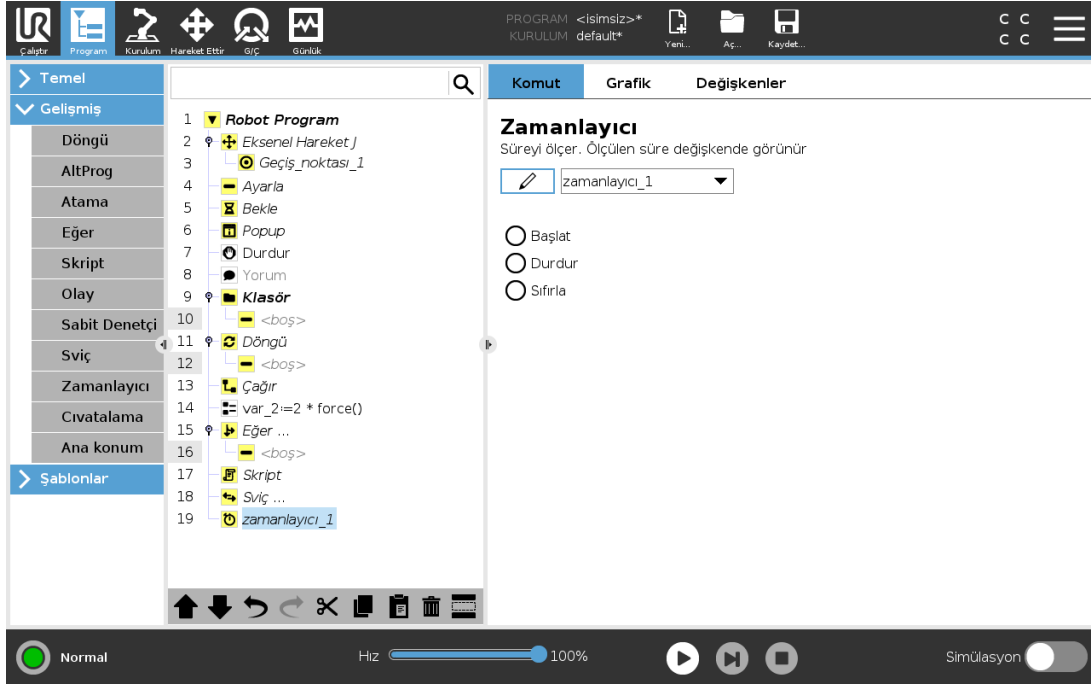 UR
Çalıştır
Program
Kurulum
Hareket Ettir
G/Ç
Günlük
PROGRAM <isimsiz>*
KURULUM default*
Yeni...
Aç...
Kaydet...
C C
C C
Temel
Gelişmiş
Döngü
AltProg
Atama
Eğer
Skript
Olay
Sabit Denetçi
Sviç
Zamanlayıcı
Cıvatalama
Ana konum
Şablonlar
1 Robot Program
2 Eksenel Hareket J
3 Geçiş_noktası_1
4 Ayarla
5 Bekle
6 Popup
7 Durdur
8 Yorum
9 Klasör
10 <boş>
11 Döngü
12 <boş>
13 Çağır
14 var_2:=2 * force()
15 Eğer ...
16 <boş>
17 Skript
18 Sviç ...
19 zamanlayıcı_1
Komut
Grafik
Değişkenler
Zamanlayıcı
Süreyi ölçer. Ölçülen süre değişkende görünür
zamanlayıcı_1
Başlat
Durdur
Sıfırla
Normal
Hız
100%
Simülasyon